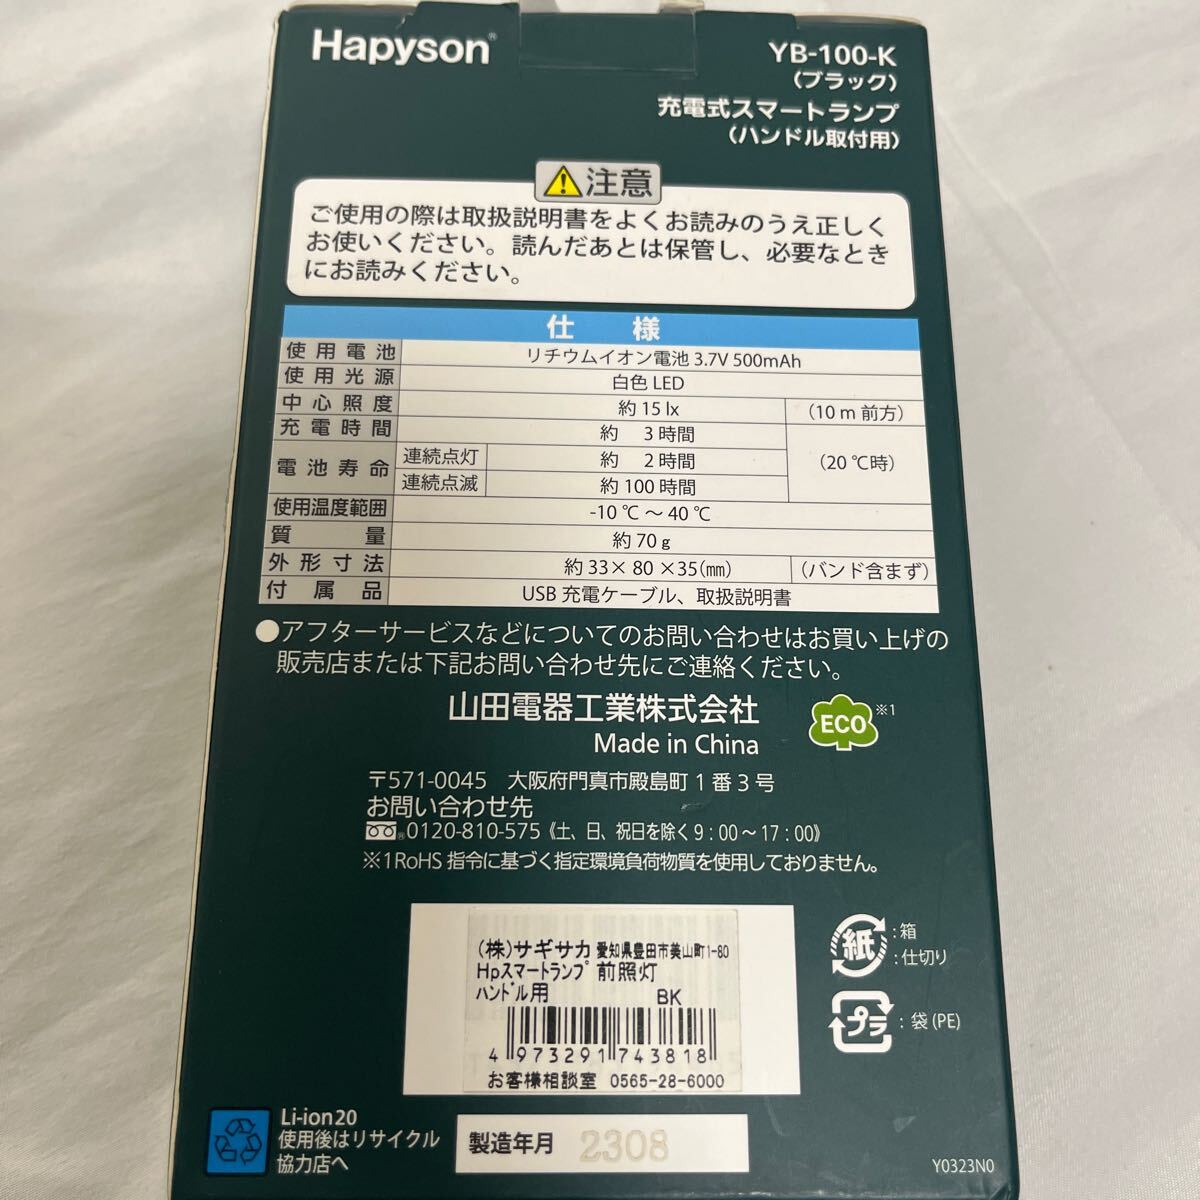 Hapyson®
YB-100-K
(ブラック)
充電式スマートランプ
(ハンドル取付用)
注意
ご使用の際は取扱説明書をよくお読みのうえ正しく
お使いください。読んだあとは保管し、必要なとき
にお読みください。
仕 様
使用電池 リチウムイオン電池 3.7V 500mAh
使用光源 白色 LED
中心照度 約 15 lx (10 m 前方)
充電時間 約 3 時間 (20 ℃時)
電池寿命 連続点灯 約 2 時間
連続点滅 約 100 時間
使用温度範囲 -10 ℃ ~ 40 ℃
質 量 約 70 g
外形寸法 約 33× 80 ×35(㎜) (バンド含まず)
付 属 品 USB 充電ケーブル、取扱説明書
●アフターサービスなどについてのお問い合わせはお買い上げの
販売店または下記お問い合わせ先にご連絡ください。
山田電器工業株式会社
ECO ※1
Made in China
〒571-0045 大阪府門真市殿島町 1 番 3 号
お問い合わせ先
®0120-810-575《土、日、祝日を除く 9:00~17:00》
※1RoHS 指令に基づく指定環境負荷物質を使用しておりません。
(株)サギサカ 愛知県豊田市美山町1-80
Hpスマートランプ 前照灯
ハンドル用 BK
4 973291 743818
お客様相談室 0565-28-6000
紙 : 箱
: 仕切り
プラ : 袋 (PE)
Li-ion20
使用後はリサイクル
協力店へ
製造年月 2308
Y0323N0